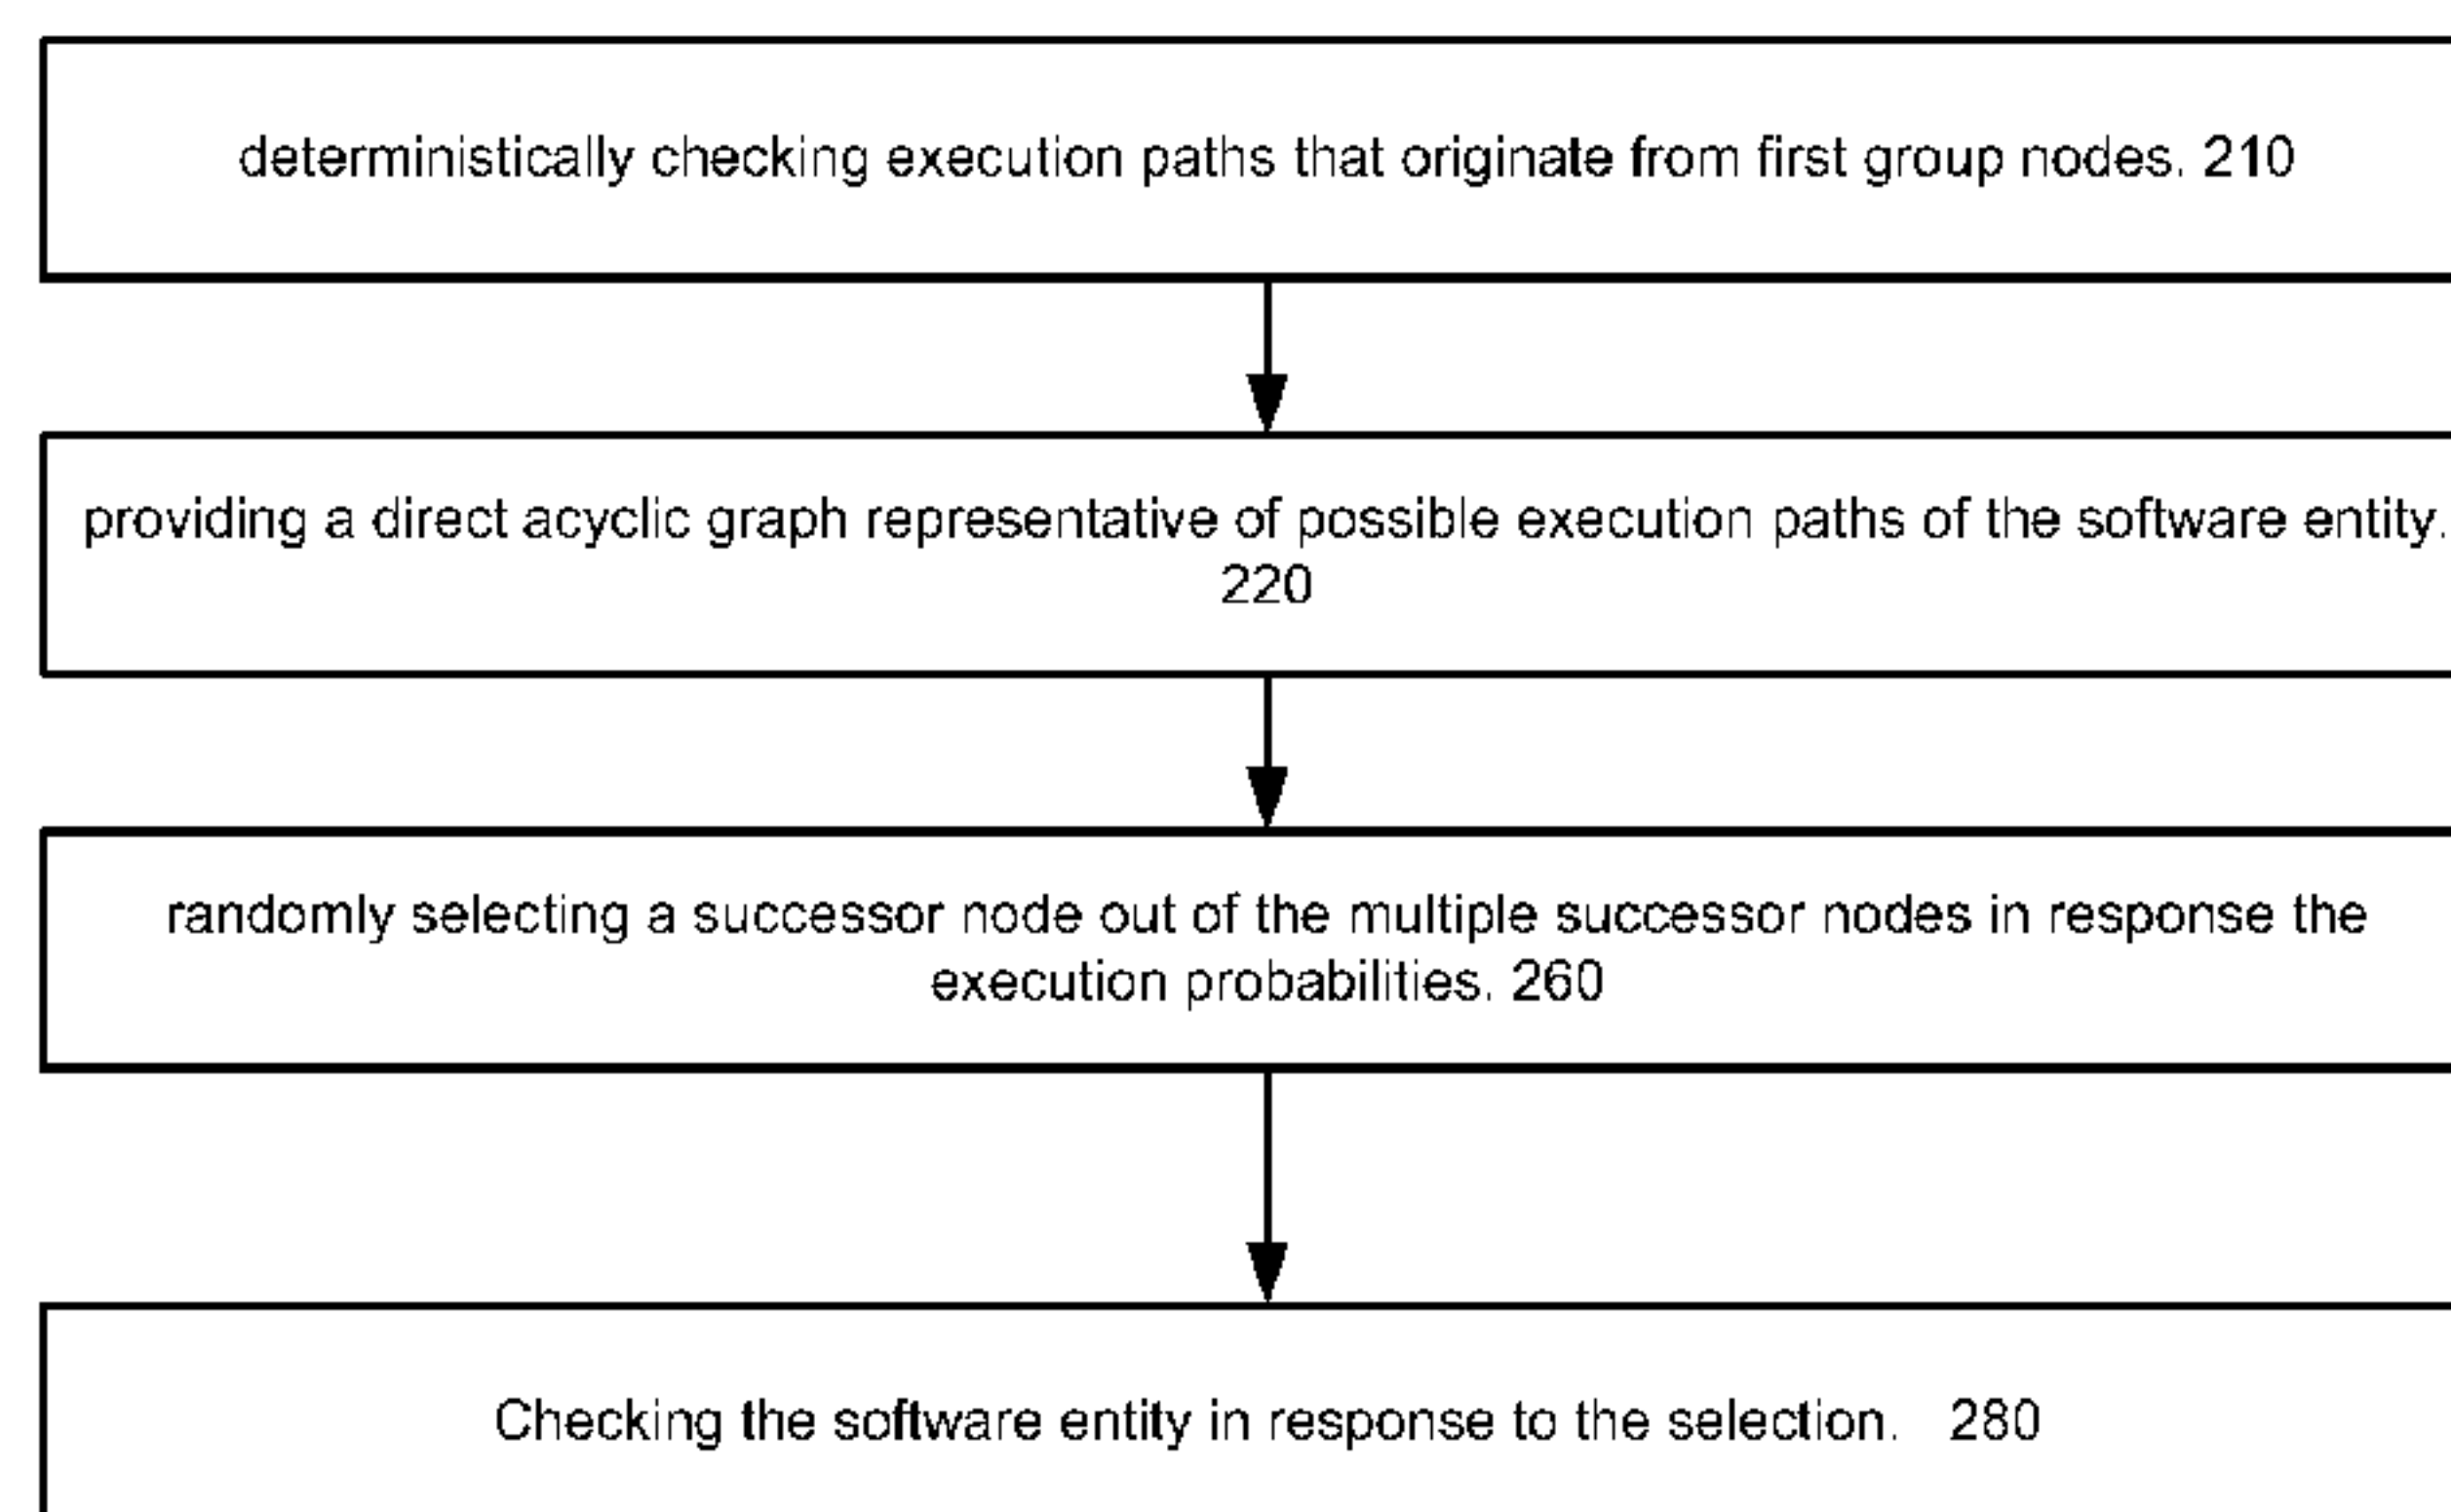 deterministically checking execution paths that originate from first group nodes. 210
providing a direct acyclic graph representative of possible execution paths of the software entity.
220
randomly selecting a successor node out of the multiple successor nodes in response the
execution probabilities. 260
Checking the software entity in response to the selection. 280